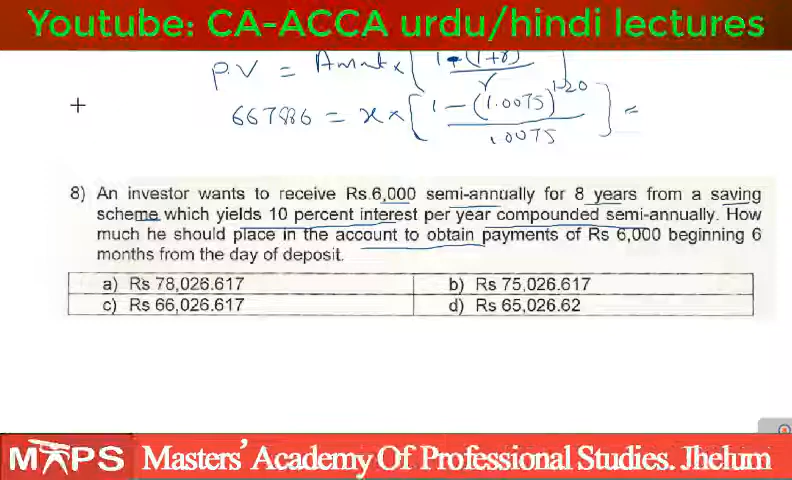 Youtube: CA-ACCA urdu/hindi lectures
P.V = Amnt x [ 1 - (1+r) / r ]
667886 = x x [ 1 - (1.0075)^-120 / .0075 ] =
8) An investor wants to receive Rs.6,000 semi-annually for 8 years from a saving
scheme which yields 10 percent interest per year compounded semi-annually. How
much he should place in the account to obtain payments of Rs 6,000 beginning 6
months from the day of deposit.
a) Rs 78,026.617 b) Rs 75,026.617
c) Rs 66,026.617 d) Rs 65,026.62
MAPS Masters' Academy Of Professional Studies. Jhelum